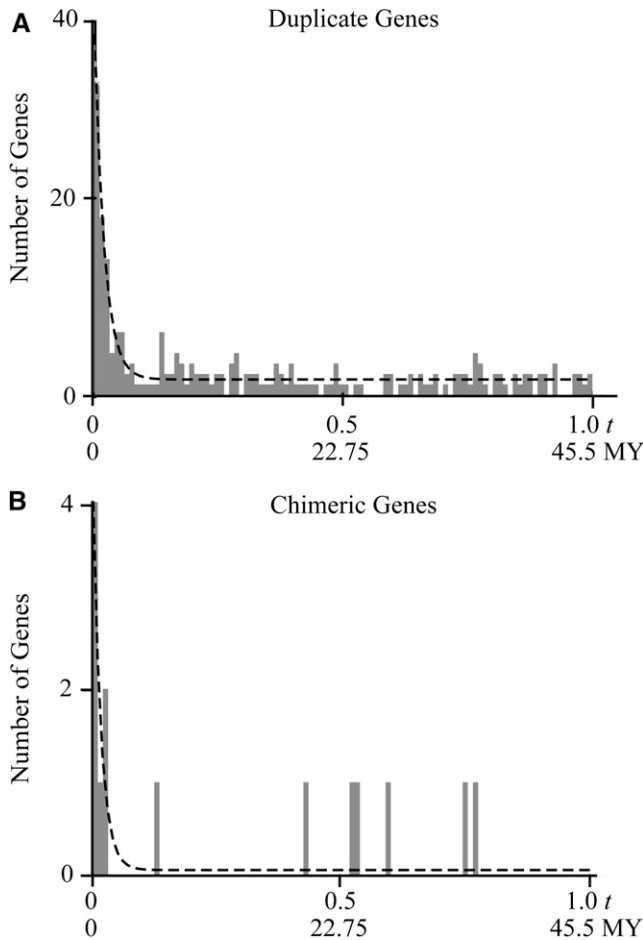 A
Duplicate Genes
40
20
0
Number of Genes
0 0.5 1.0 t
0 22.75 45.5 MY
B
Chimeric Genes
4
2
0
Number of Genes
0 0.5 1.0 t
0 22.75 45.5 MY